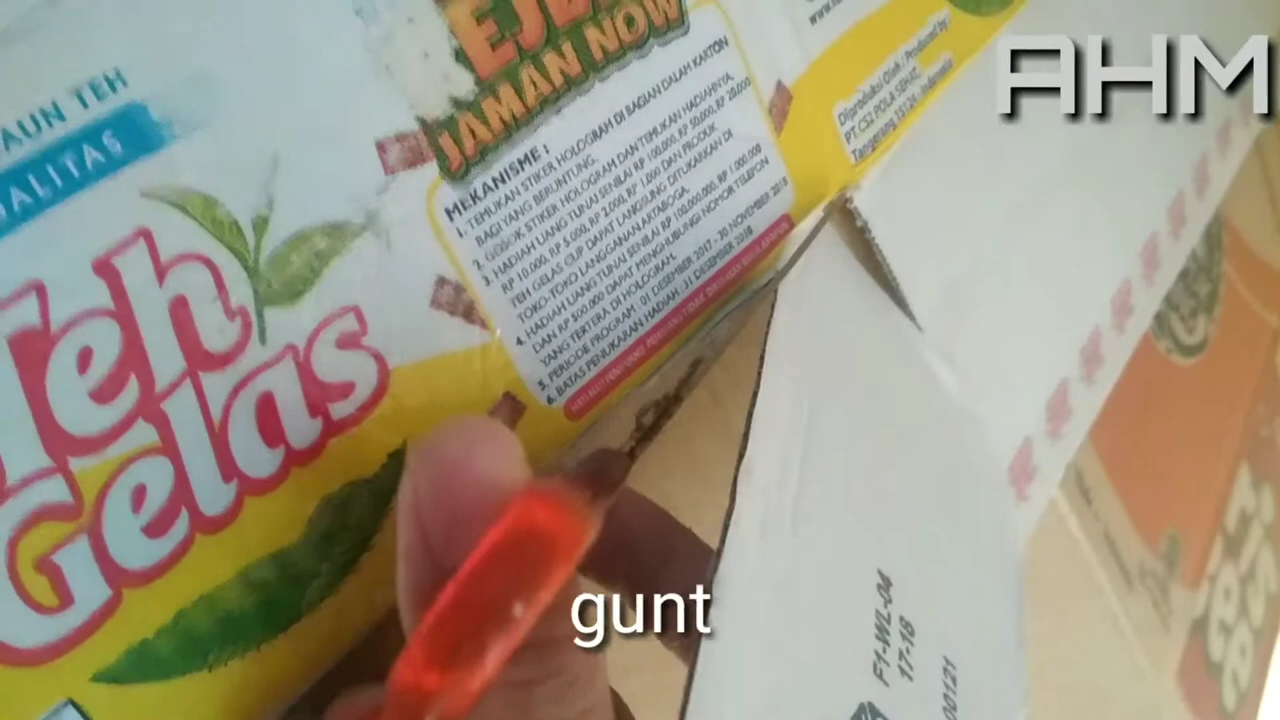 AHM
AUN TEH
ALITAS
Teh
Gelas
JAMAN NOW
MEKANISME :
1. TEMUKAN STIKER HOLOGRAM DI BAGIAN DALAM KARTON
BAGI YANG BERUNTUNG.
2. GOSOK STIKER HOLOGRAM DAN TEMUKAN HADIAHNYA.
3. HADIAH UANG TUNAI SENILAI RP 100.000, RP 50.000, RP 20.000
RP 10.000, RP 5.000, RP 2.000, RP 1.000 DAN PRODUK
TEH GELAS CUP DAPAT LANGSUNG DITUKARKAN DI
TOKO-TOKO LANGGANAN ARTABOGA.
4. HADIAH UANG TUNAI SENILAI RP 100.000.000, RP 1.000.000
DAN RP 500.000 DAPAT MENGHUBUNGI NOMOR TELEPON
YANG TERTERA DI HOLOGRAM.
5. PERIODE PROGRAM : 01 DESEMBER 2017 - 30 NOVEMBER 2018
6. BATAS PENUKARAN HADIAH : 31 DESEMBER 2018
Diproduksi Oleh / Produced by:
PT. CS2 POLA SEHAT,
Tangerang 15124 - Indonesia
www.
gunt
F1-WL-04
17-18
00121